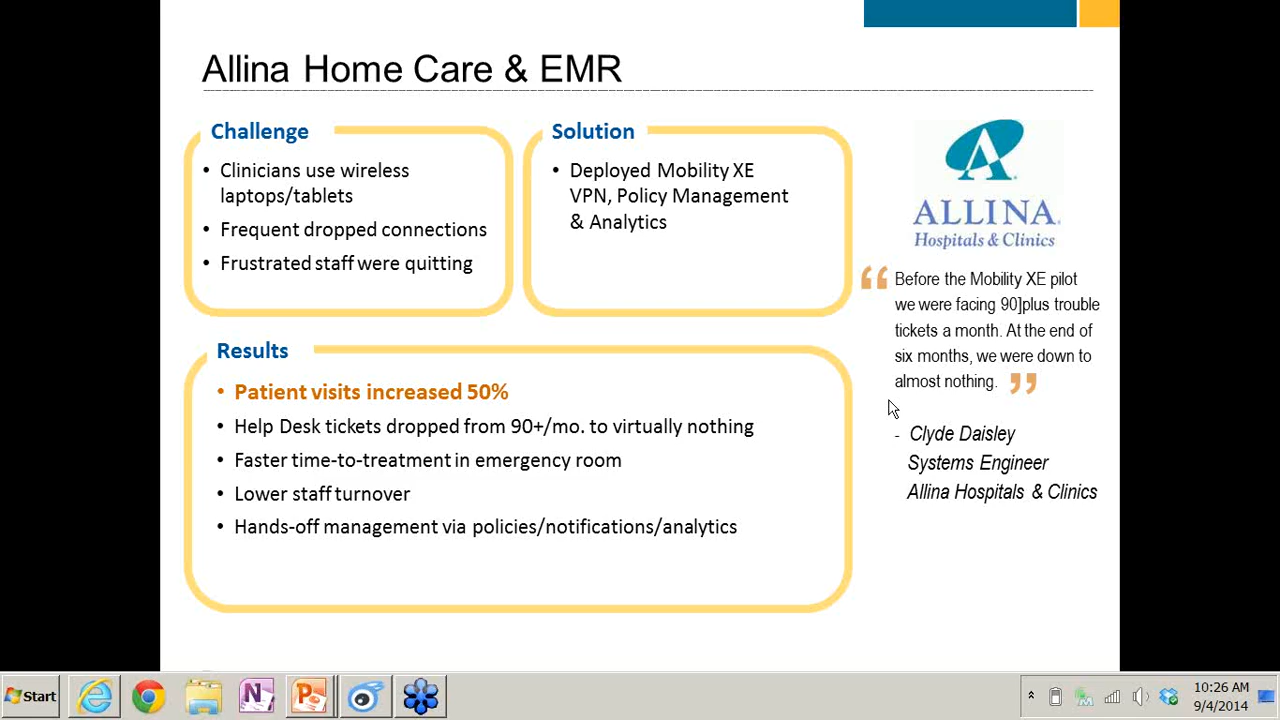 Allina Home Care & EMR
Challenge
• Clinicians use wireless
laptops/tablets
• Frequent dropped connections
• Frustrated staff were quitting
Solution
• Deployed Mobility XE
VPN, Policy Management
& Analytics
Results
• Patient visits increased 50%
• Help Desk tickets dropped from 90+/mo. to virtually nothing
• Faster time-to-treatment in emergency room
• Lower staff turnover
• Hands-off management via policies/notifications/analytics
ALLINA
Hospitals & Clinics
“ Before the Mobility XE pilot
we were facing 90]plus trouble
tickets a month. At the end of
six months, we were down to
almost nothing. ”
- Clyde Daisley
Systems Engineer
Allina Hospitals & Clinics
Start
10:26 AM
9/4/2014